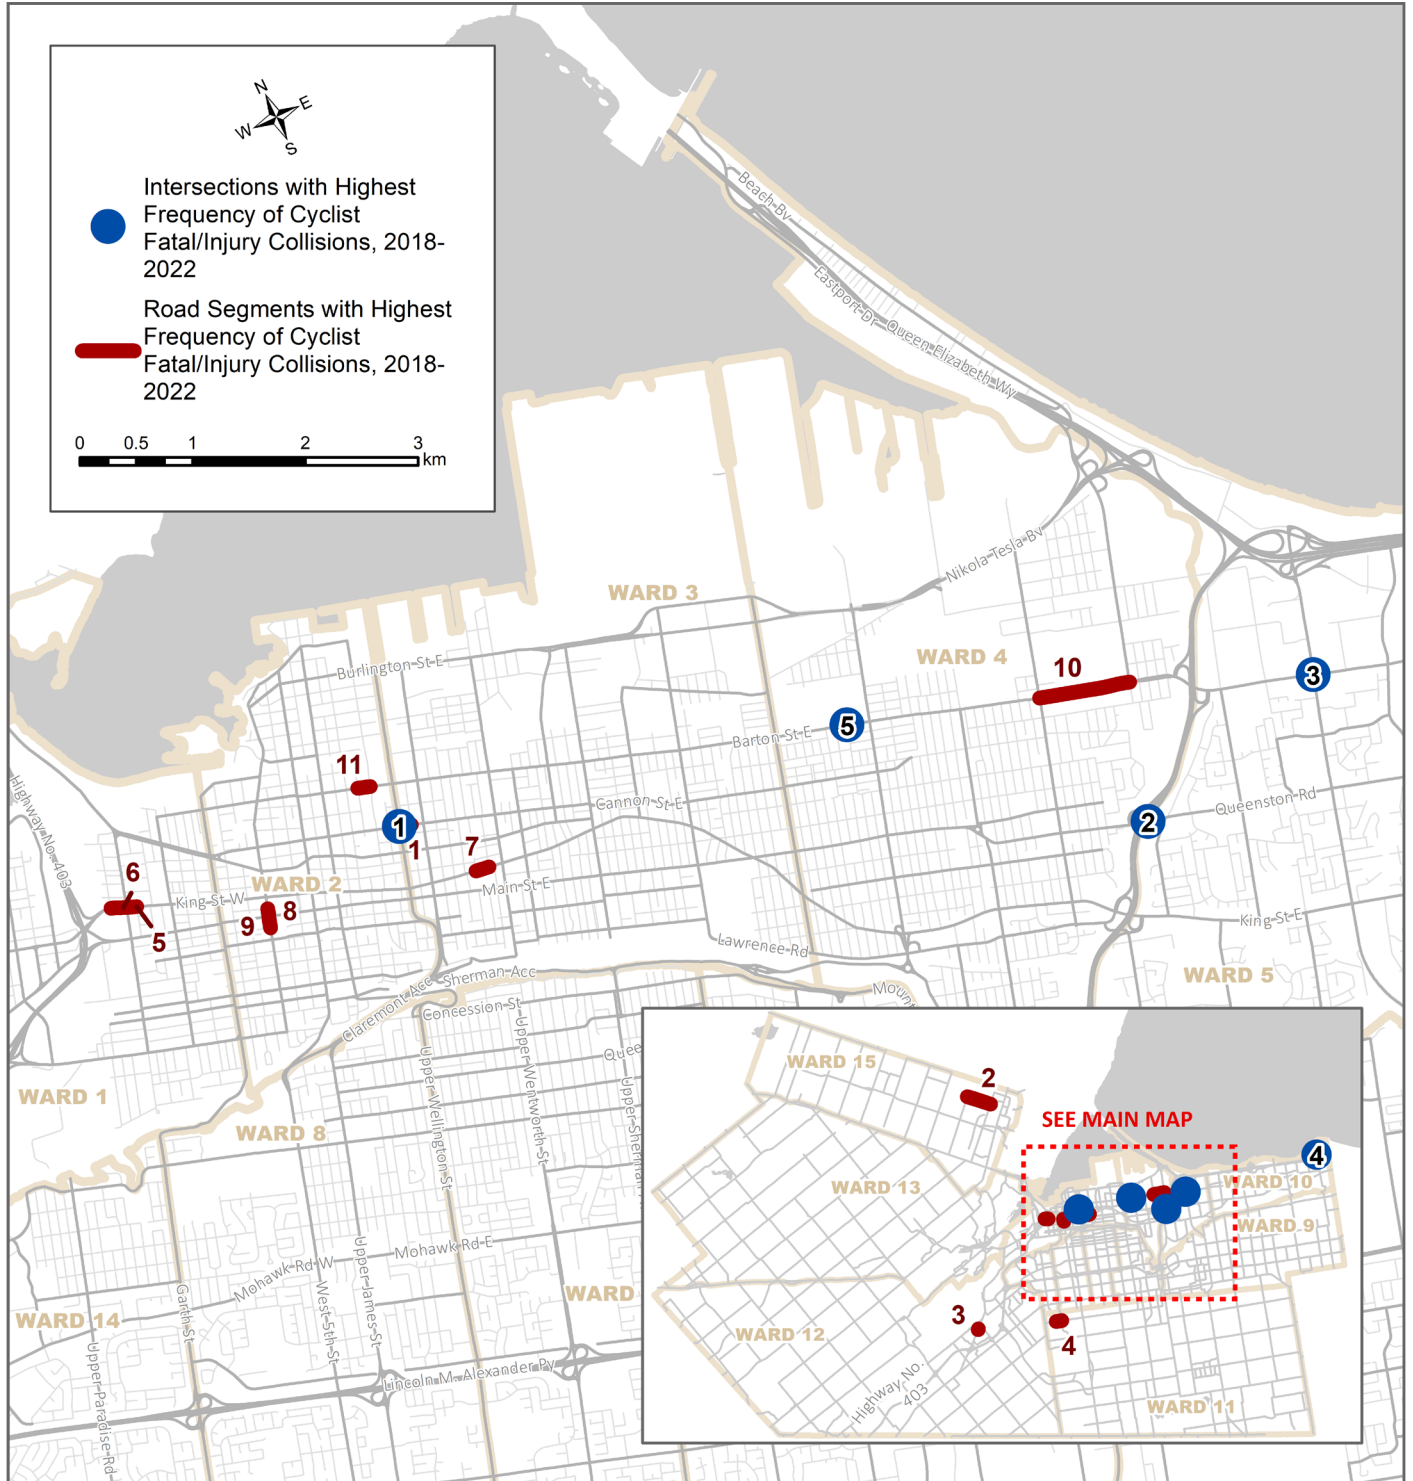 N
E
W
S
Intersections with Highest
Frequency of Cyclist
Fatal/Injury Collisions, 2018-
2022
Road Segments with Highest
Frequency of Cyclist
Fatal/Injury Collisions, 2018-
2022
0 0.5 1 2 3
km
Beach Bv
Eastport Dr
Queen Elizabeth Wy
Nikola Tesla Bv
WARD 3
Burlington St E
WARD 4
10
3
5
Barton St E
11
Highway No. 403
Cannon St E
Queenston Rd
1
2
1
7
6
WARD 2
Main St E
King St W
8
9
5
King St E
Lawrence Rd
WARD 5
Sherman Acc
Claremont Acc
Mount
Concession St
Upper Wentworth St
Que
Upper Wellington St
Upper Sherman
WARD 1
WARD 8
Mohawk Rd E
Mohawk Rd W
Upper James St
West 5th St
Garth St
WARD
WARD 14
Upper Paradise Rd
Lincoln M. Alexander Py
WARD 15
2
SEE MAIN MAP
4
WARD 13
WARD 10
WARD 9
3
WARD 12
4
Highway No.
403
WARD 11